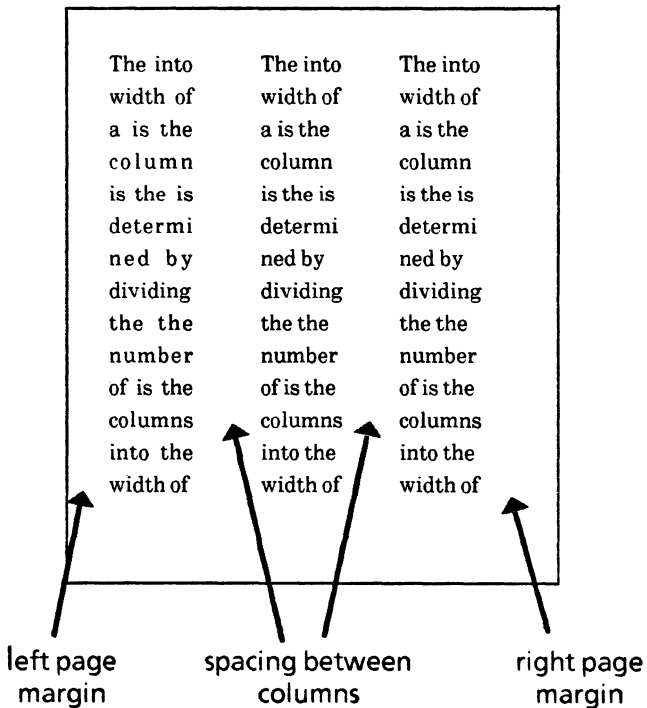 The into
width of
a is the
column
is the is
determi
ned by
dividing
the the
number
of is the
columns
into the
width of
The into
width of
a is the
column
is the is
determi
ned by
dividing
the the
number
of is the
columns
into the
width of
The into
width of
a is the
column
is the is
determi
ned by
dividing
the the
number
of is the
columns
into the
width of
left page
margin
spacing between
columns
right page
margin